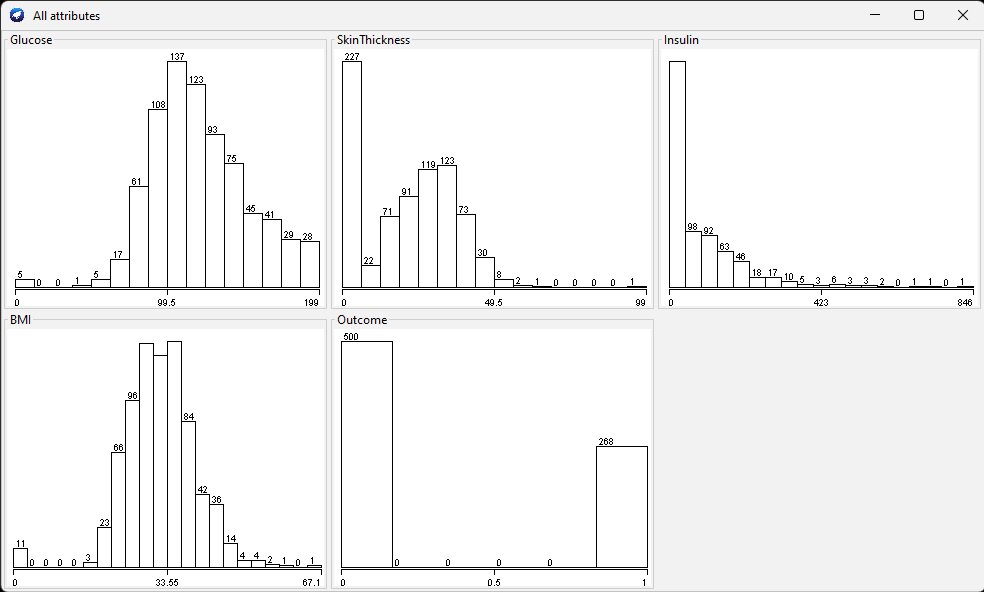 All attributes
Glucose
5 0 0 1 5 17 61 108 137 123 93 75 45 41 29 28
0 99.5 199
SkinThickness
227 22 71 91 119 123 73 30 8 2 1 0 0 0 0 1
0 49.5 99
Insulin
98 92 63 46 18 17 10 5 3 6 3 3 2 0 1 1 0 1
0 423 846
BMI
11 0 0 0 0 3 23 66 96 84 42 36 14 4 4 2 1 0 1
0 33.55 67.1
Outcome
500 0 0 0 0 268
0 0.5 1